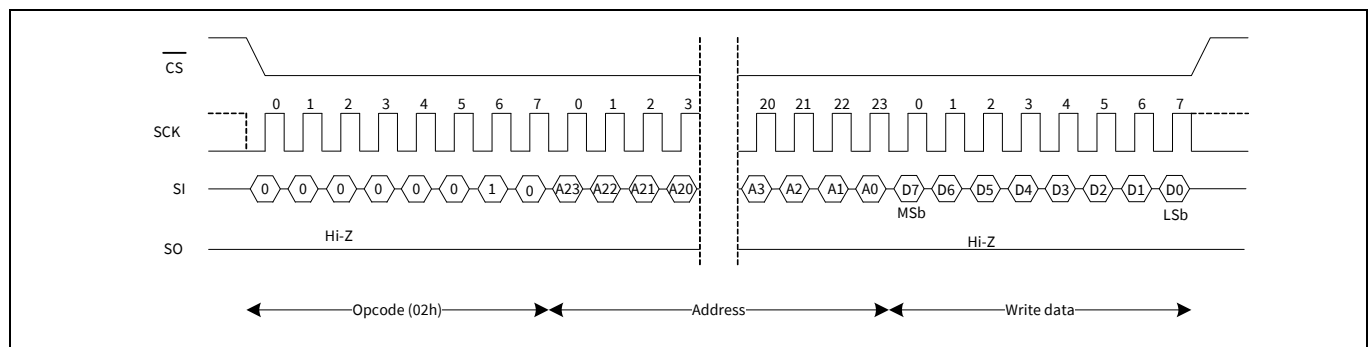 CS
0 1 2 3 4 5 6 7 0 1 2 3 20 21 22 23 0 1 2 3 4 5 6 7
SCK
SI 0 0 0 0 0 0 1 0 A23 A22 A21 A20 A3 A2 A1 A0 D7 D6 D5 D4 D3 D2 D1 D0
MSb LSb
Hi-Z Hi-Z
SO
Opcode (02h) Address Write data